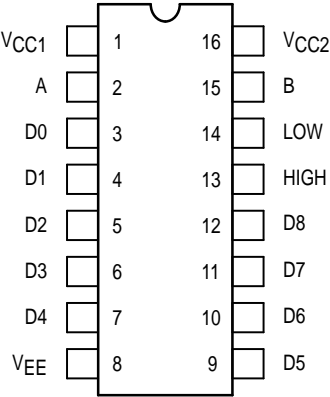 VCC1 1 16 VCC2
A 2 15 B
D0 3 14 LOW
D1 4 13 HIGH
D2 5 12 D8
D3 6 11 D7
D4 7 10 D6
VEE 8 9 D5